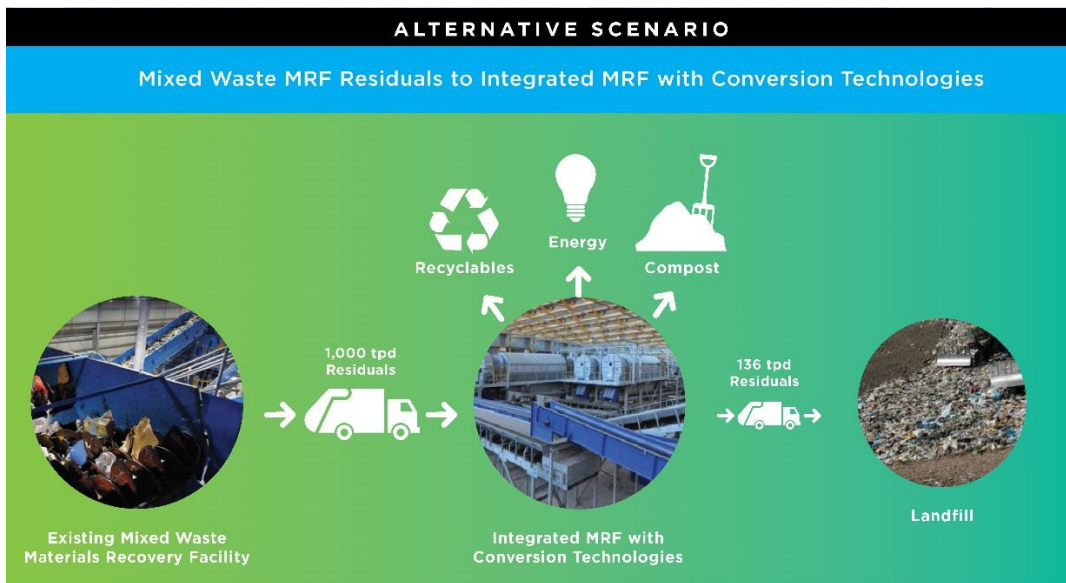 ALTERNATIVE SCENARIO
Mixed Waste MRF Residuals to Integrated MRF with Conversion Technologies
Recyclables
Energy
Compost
1,000 tpd
Residuals
136 tpd
Residuals
Existing Mixed Waste
Materials Recovery Facility
Integrated MRF with
Conversion Technologies
Landfill